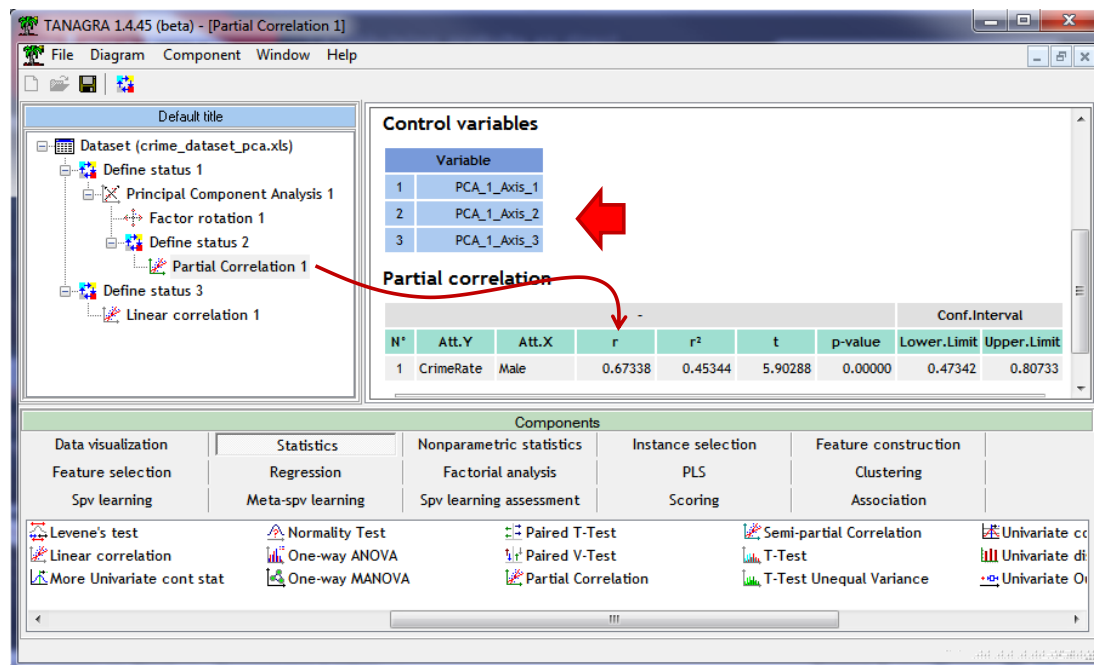 TANAGRA 1.4.45 (beta) - [Partial Correlation 1]
File Diagram Component Window Help
Default title
Dataset (crime_dataset_pca.xls)
Define status 1
Principal Component Analysis 1
Factor rotation 1
Define status 2
Partial Correlation 1
Define status 3
Linear correlation 1
Control variables
Variable
1 PCA_1_Axis_1
2 PCA_1_Axis_2
3 PCA_1_Axis_3
Partial correlation
- Conf.Interval
N° Att.Y Att.X r r² t p-value Lower.Limit Upper.Limit
1 CrimeRate Male 0.67338 0.45344 5.90288 0.00000 0.47342 0.80733
Components
Data visualization Statistics Nonparametric statistics Instance selection Feature construction
Feature selection Regression Factorial analysis PLS Clustering
Spv learning Meta-spv learning Spv learning assessment Scoring Association
Levene's test Normality Test Paired T-Test Semi-partial Correlation Univariate cc
Linear correlation One-way ANOVA Paired V-Test T-Test Univariate di
More Univariate cont stat One-way MANOVA Partial Correlation T-Test Unequal Variance Univariate O